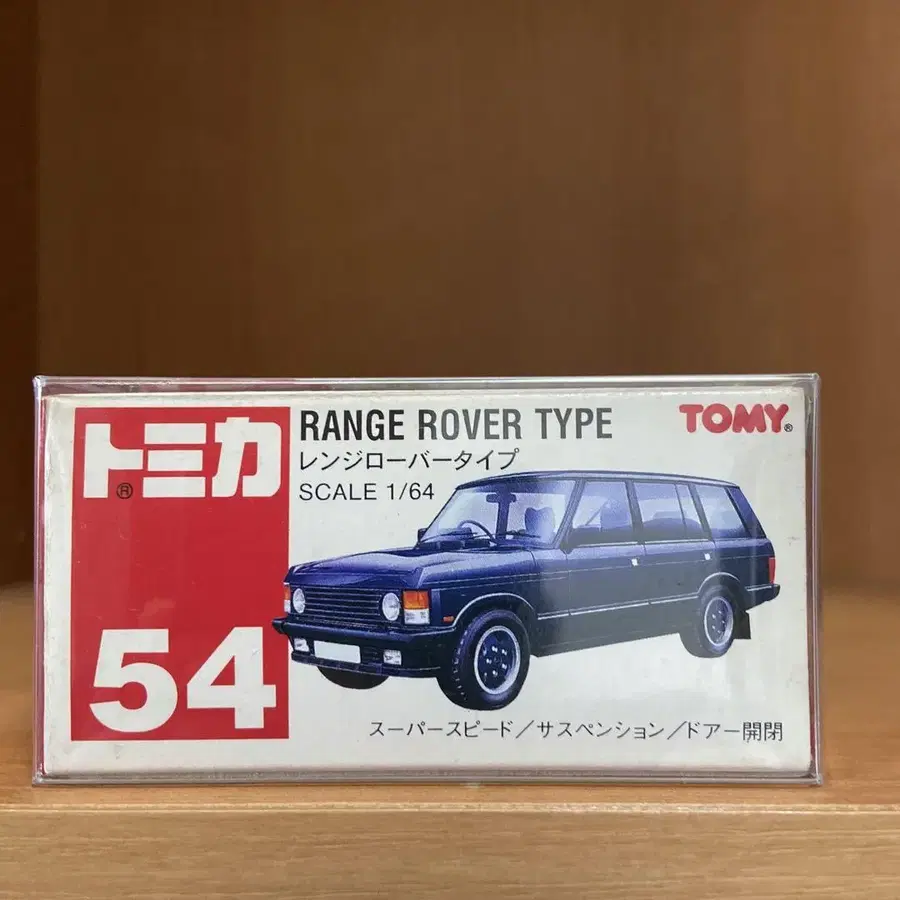 トミカ®
RANGE ROVER TYPE
レンジローバータイプ
SCALE 1/64
TOMY®
54
スーパースピード/サスペンション/ドアー開閉